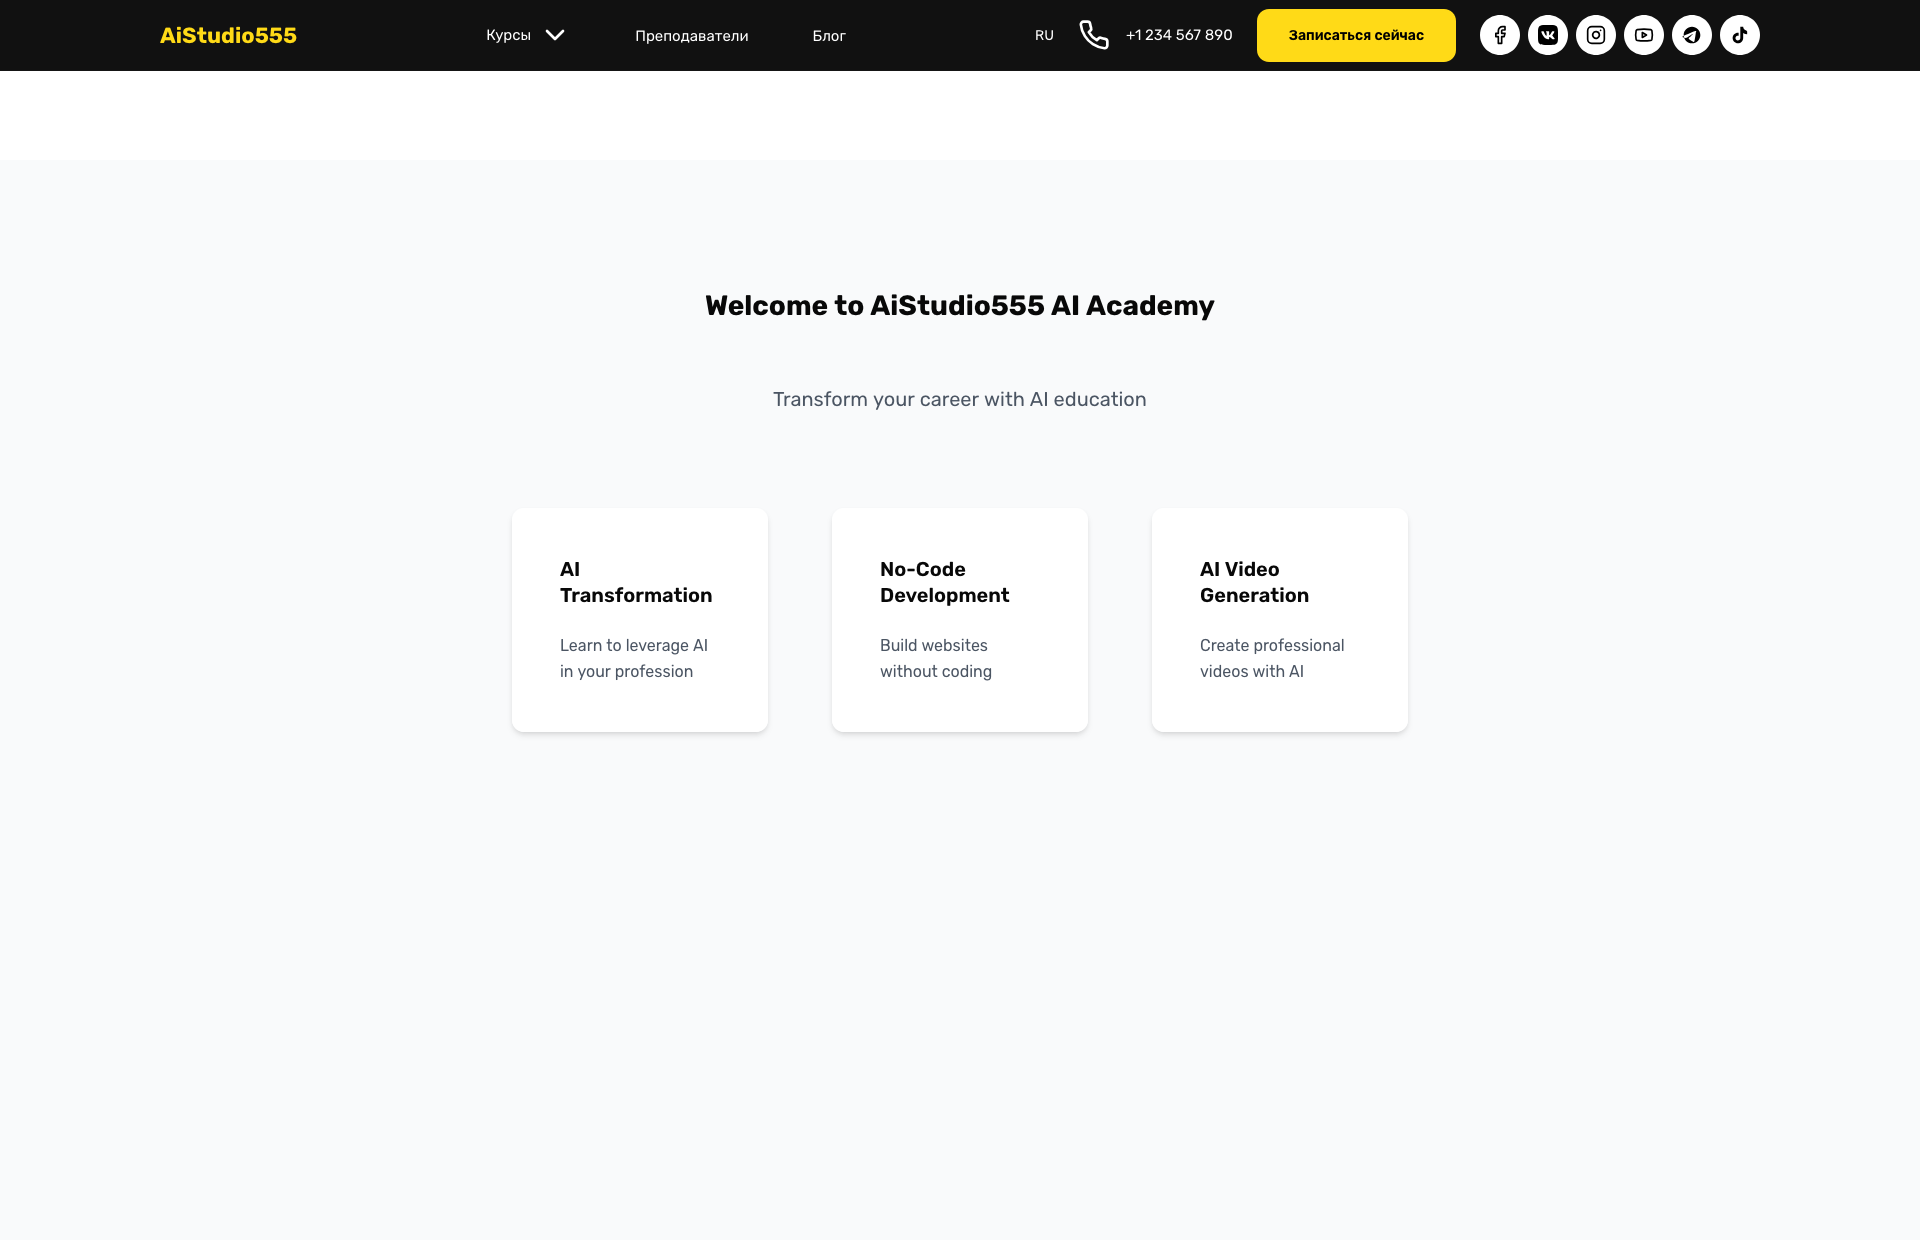 AiStudio555
Курсы
Преподаватели
Блог
RU
+1 234 567 890
Записаться сейчас
Welcome to AiStudio555 AI Academy
Transform your career with AI education
AI
Transformation
Learn to leverage AI
in your profession
No-Code
Development
Build websites
without coding
AI Video
Generation
Create professional
videos with AI